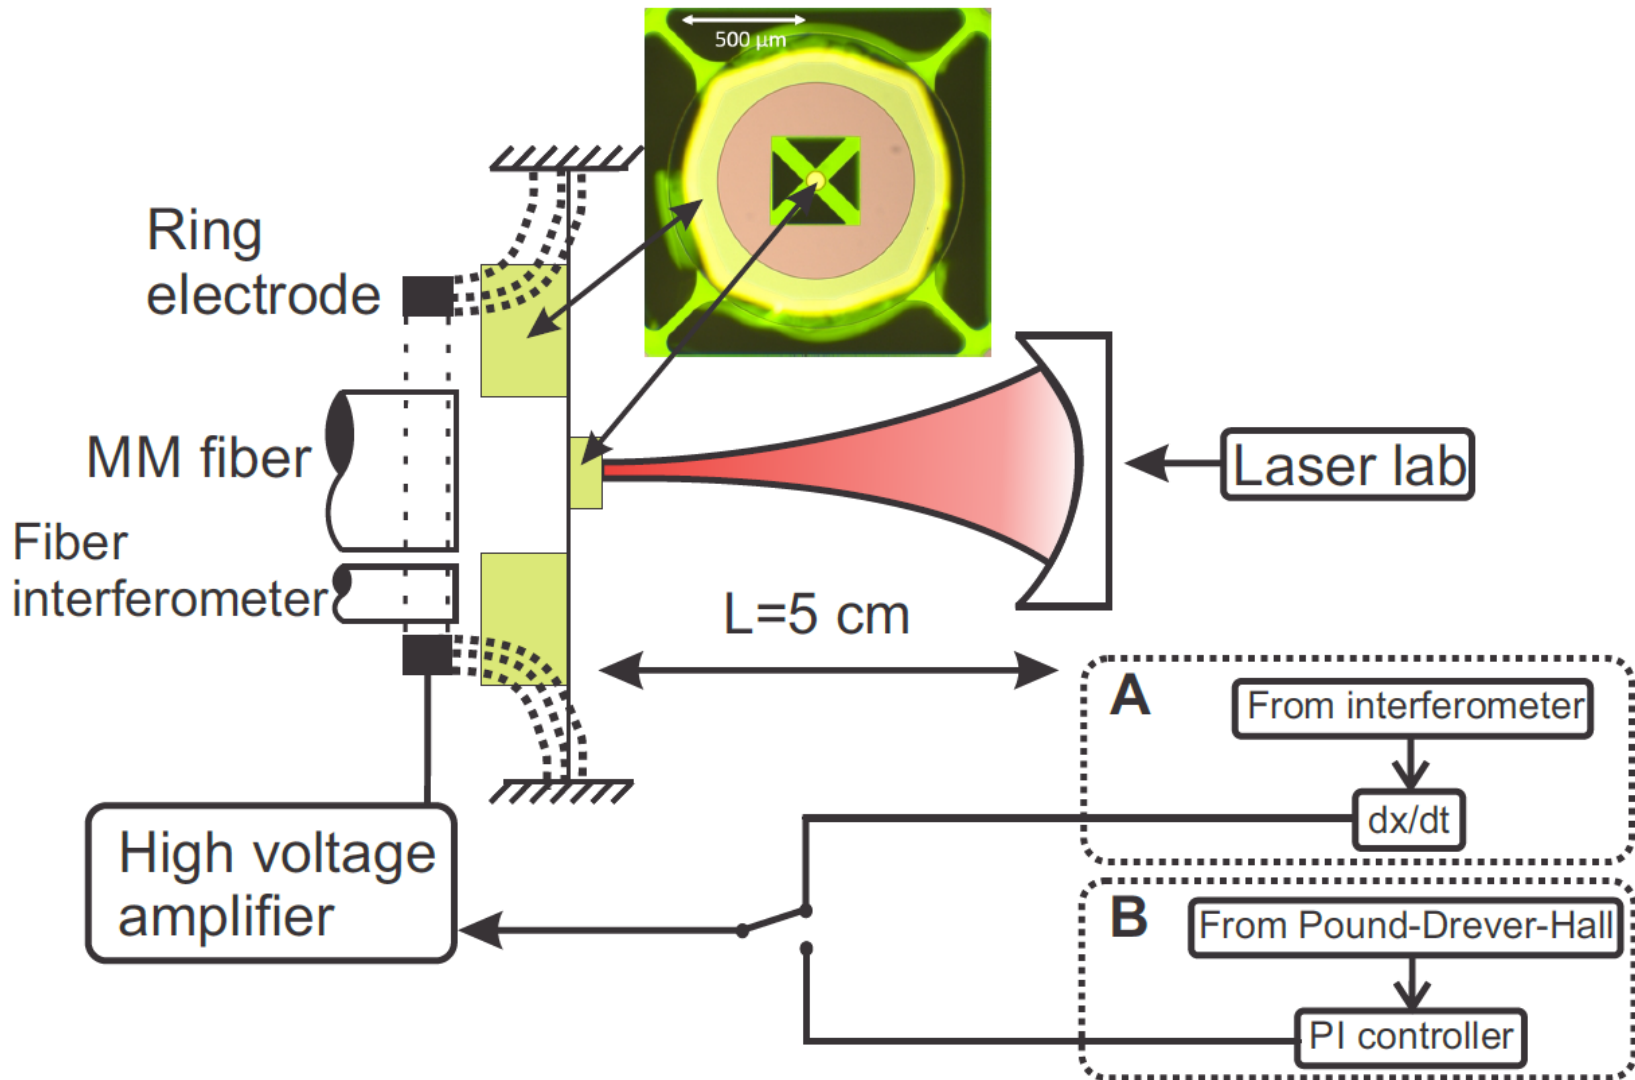 500 µm
Ring
electrode
MM fiber
Fiber
interferometer
Laser lab
L=5 cm
A
From interferometer
dx/dt
High voltage
amplifier
B
From Pound-Drever-Hall
PI controller